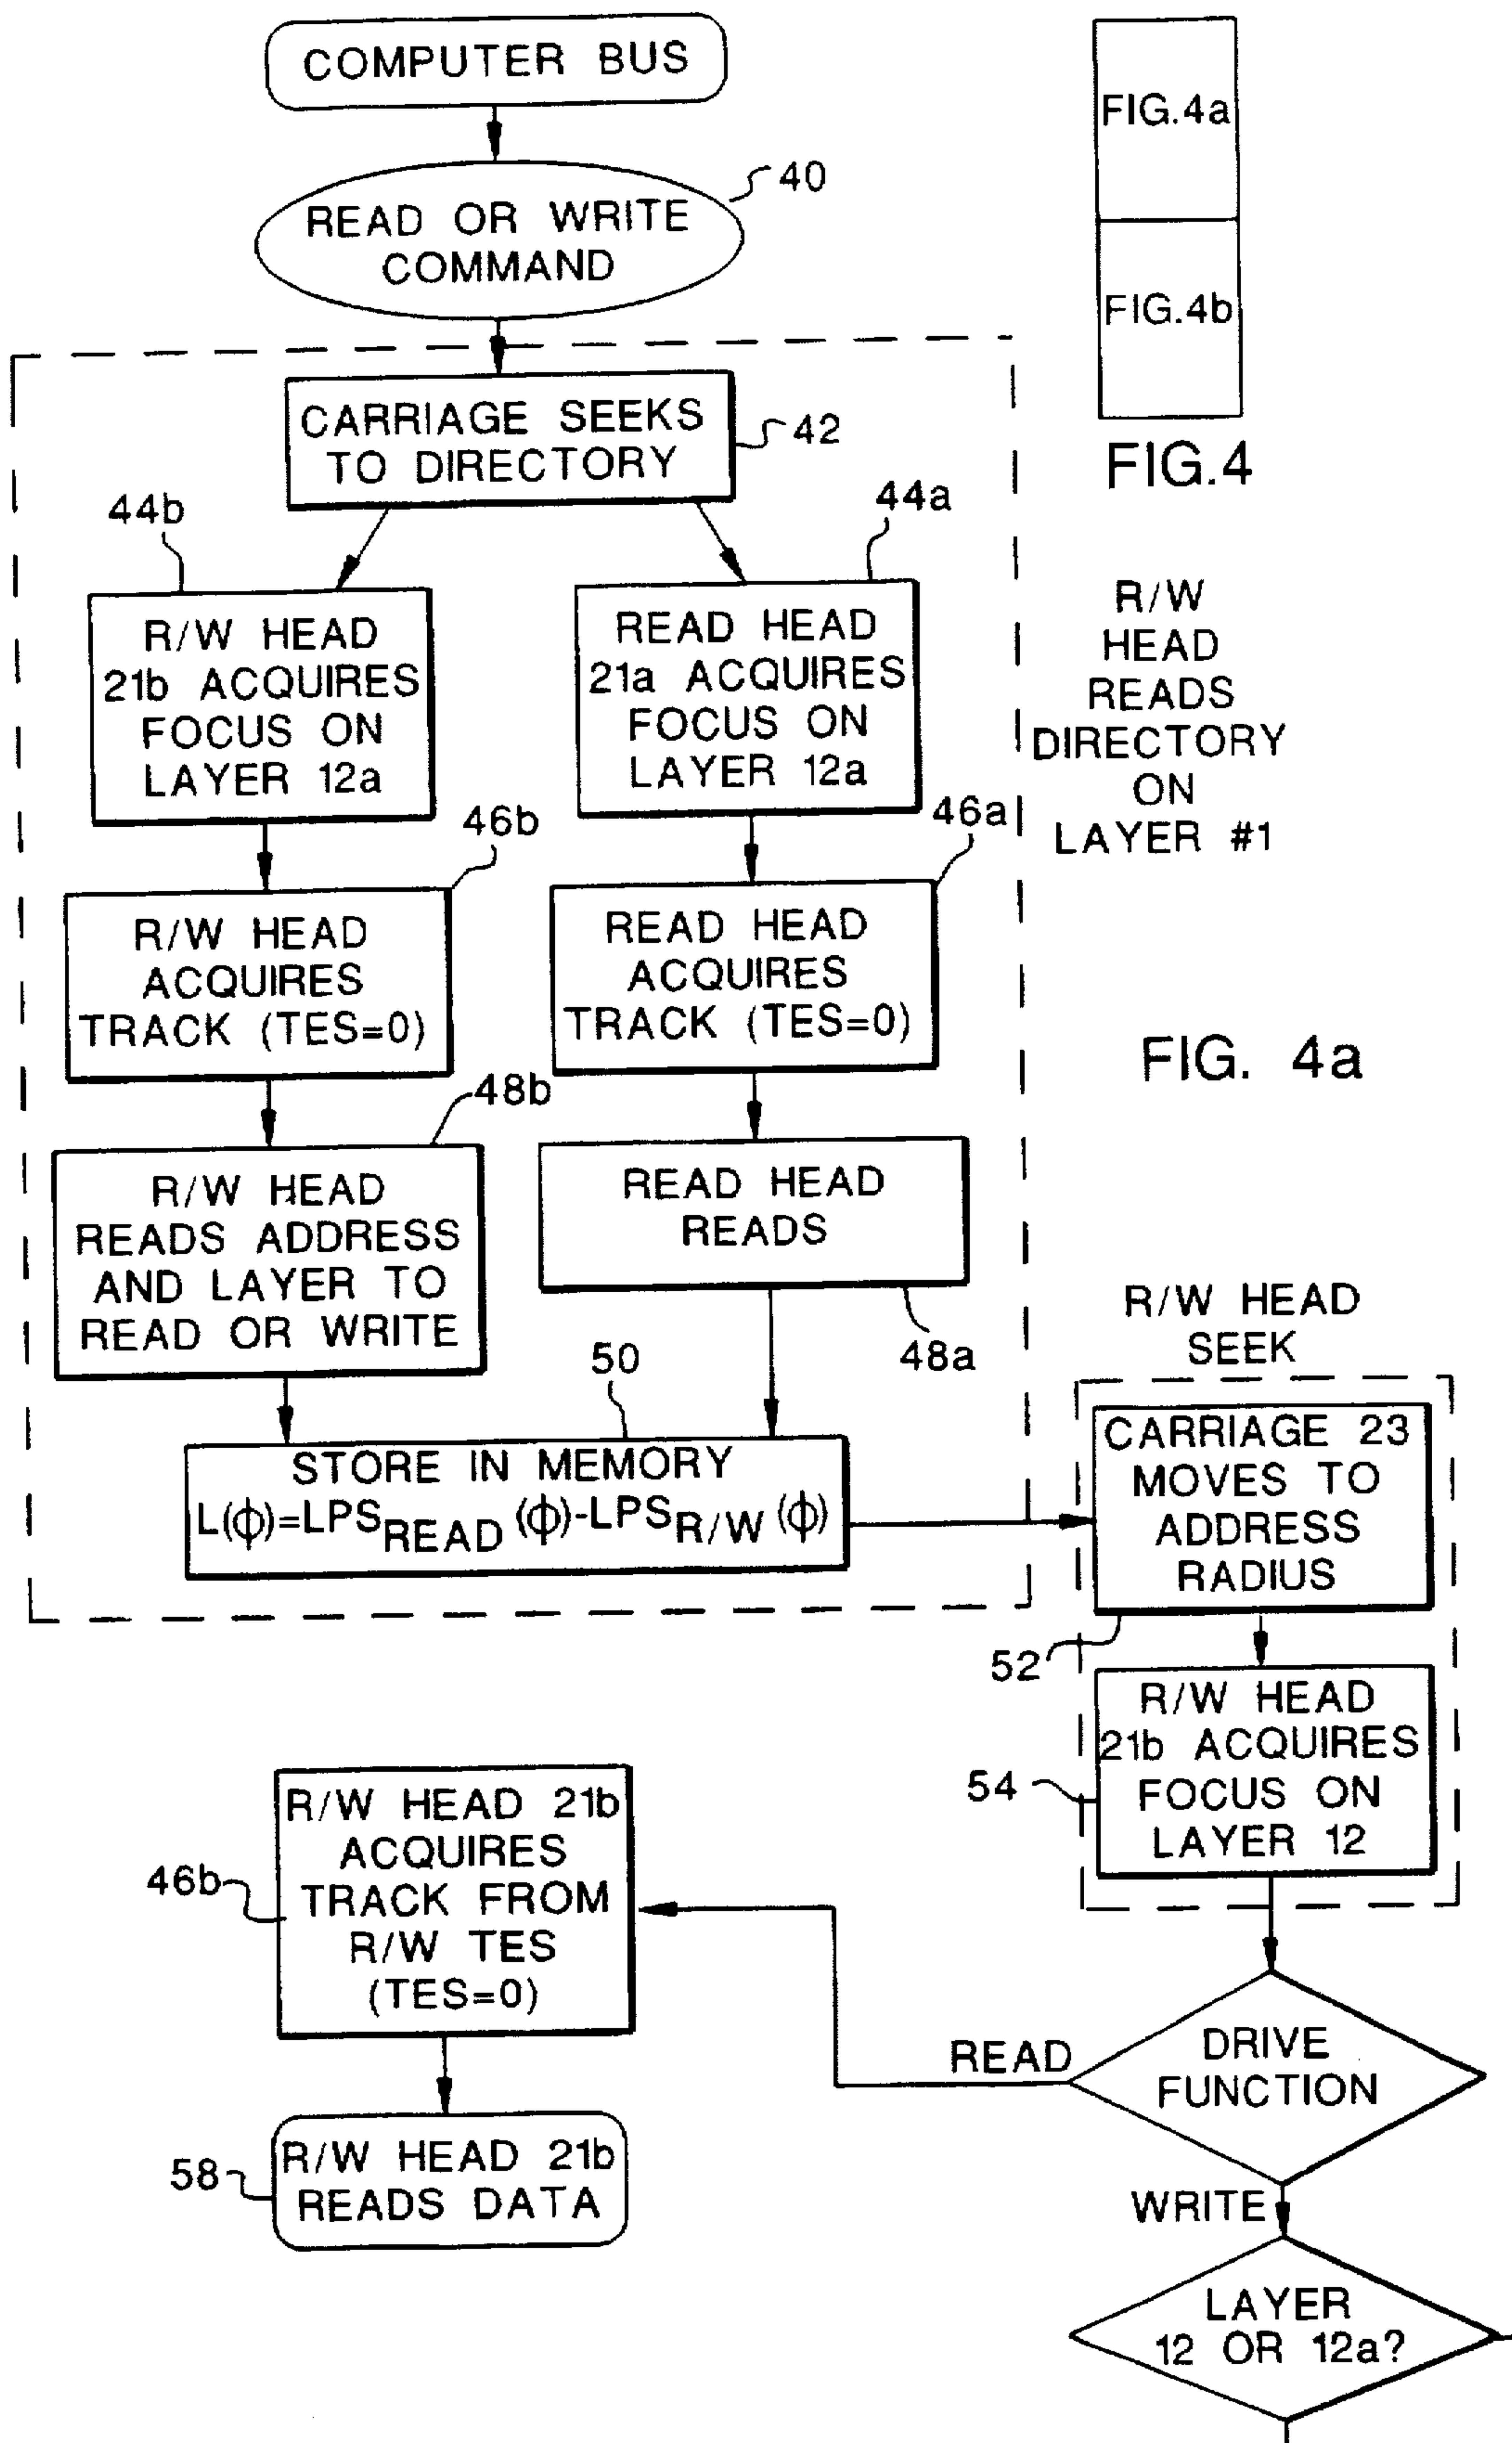 COMPUTER BUS
FIG.4a
40
READ OR WRITE
COMMAND
FIG.4b
CARRIAGE SEEKS
TO DIRECTORY
42
FIG.4
44b
44a
R/W HEAD
21b ACQUIRES
FOCUS ON
LAYER 12a
READ HEAD
21a ACQUIRES
FOCUS ON
LAYER 12a
R/W
HEAD
READS
DIRECTORY
ON
LAYER #1
46b
46a
R/W HEAD
ACQUIRES
TRACK (TES=0)
READ HEAD
ACQUIRES
TRACK (TES=0)
FIG. 4a
48b
R/W HEAD
READS ADDRESS
AND LAYER TO
READ OR WRITE
READ HEAD
READS
48a
50
STORE IN MEMORY
L(ϕ)=LPS_READ (ϕ)-LPS_R/W (ϕ)
R/W HEAD
SEEK
CARRIAGE 23
MOVES TO
ADDRESS
RADIUS
52
R/W HEAD
21b ACQUIRES
FOCUS ON
LAYER 12
54
R/W HEAD 21b
ACQUIRES
TRACK FROM
R/W TES
(TES=0)
46b
READ
DRIVE
FUNCTION
58
R/W HEAD 21b
READS DATA
WRITE
LAYER
12 OR 12a?